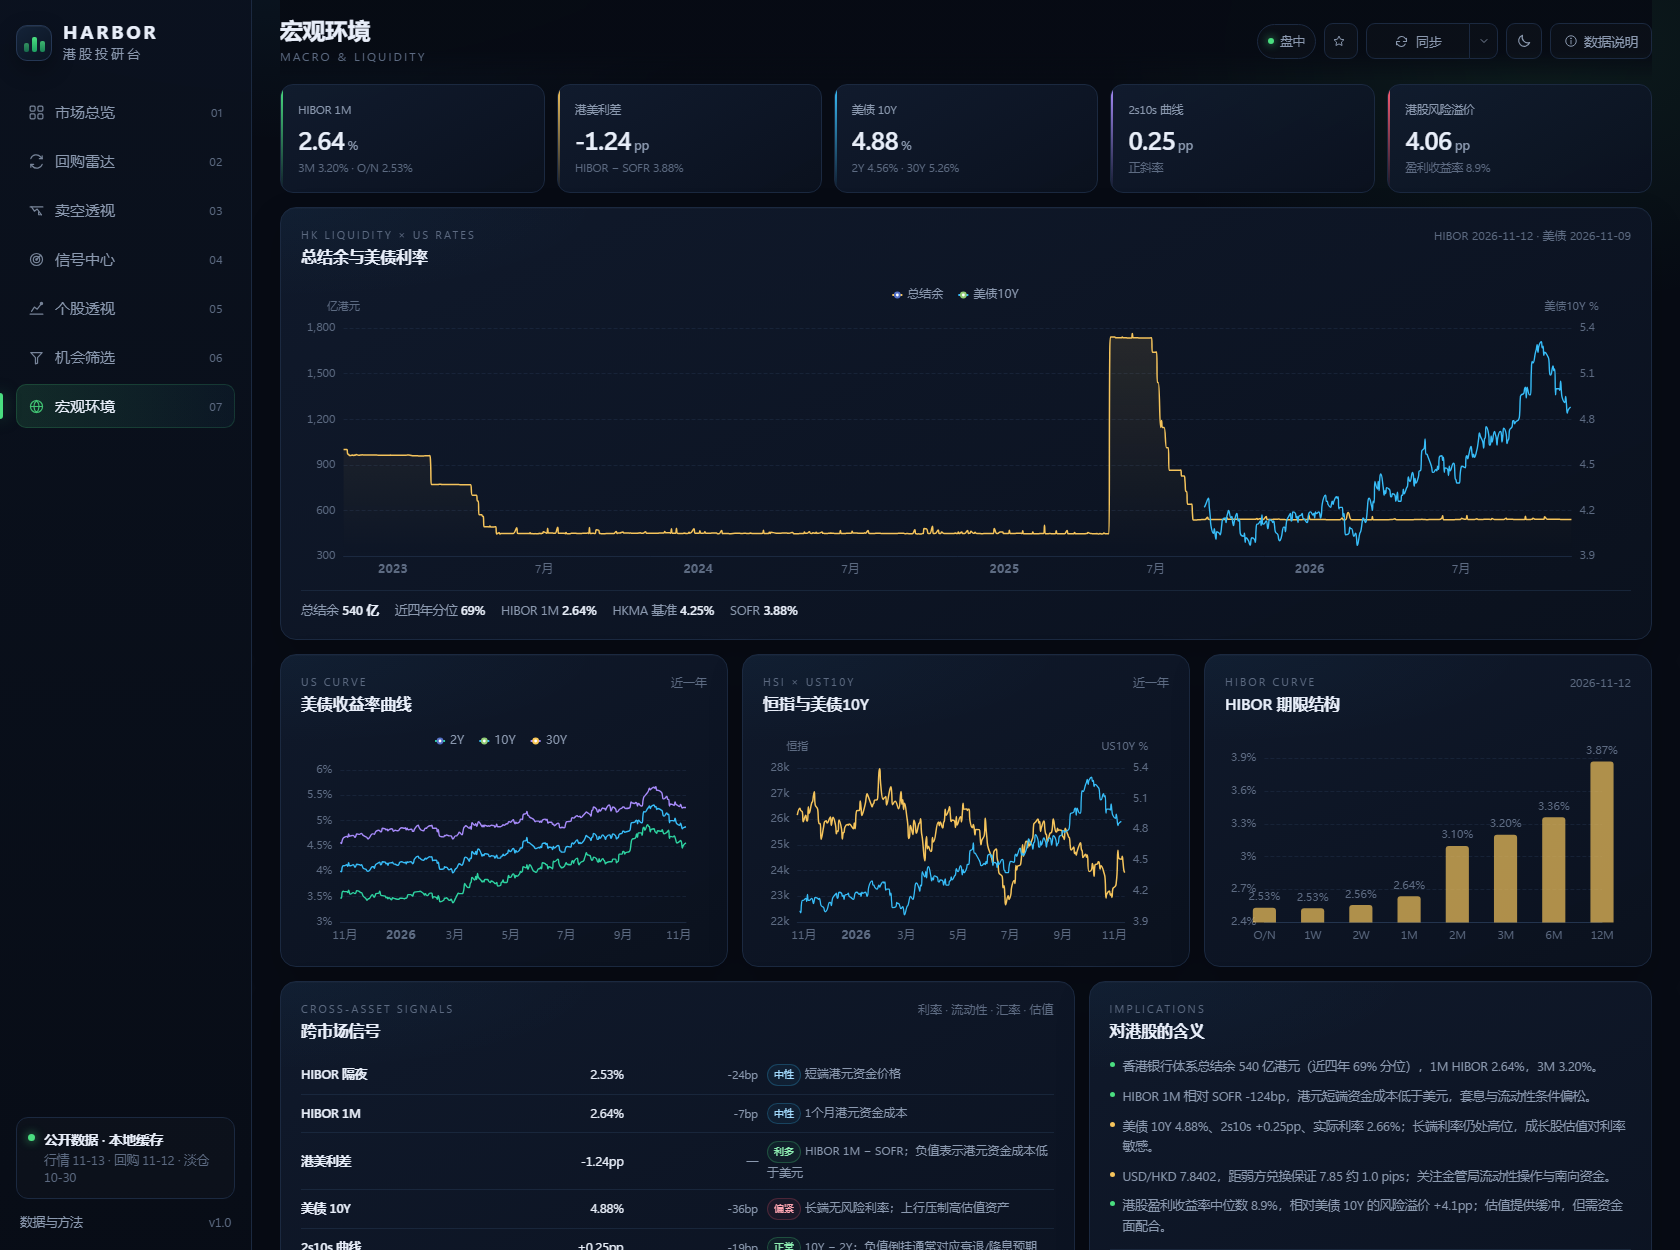 HARBOR
港股投研台
市场总览 01
回购雷达 02
卖空透视 03
信号中心 04
个股透视 05
机会筛选 06
宏观环境 07
公开数据 · 本地缓存
行情 11-13 · 回购 11-12 · 淡仓
10-30
数据与方法 v1.0
宏观环境
MACRO & LIQUIDITY
盘中
同步
数据说明
HIBOR 1M
2.64 %
3M 3.20% · O/N 2.53%
港美利差
-1.24 pp
HIBOR − SOFR 3.88%
美债 10Y
4.88 %
2Y 4.56% · 30Y 5.26%
2s10s 曲线
0.25 pp
正斜率
港股风险溢价
4.06 pp
盈利收益率 8.9%
HK LIQUIDITY × US RATES
总结余与美债利率
HIBOR 2026-11-12 · 美债 2026-11-09
总结余 美债10Y
亿港元 美债10Y %
1,800 5.4
1,500 5.1
1,200 4.8
900 4.5
600 4.2
300 3.9
2023 7月 2024 7月 2025 7月 2026 7月
总结余 540 亿 近四年分位 69% HIBOR 1M 2.64% HKMA 基准 4.25% SOFR 3.88%
US CURVE
美债收益率曲线
近一年
2Y 10Y 30Y
6%
5.5%
5%
4.5%
4%
3.5%
3%
11月 2026 3月 5月 7月 9月 11月
HSI × UST10Y
恒指与美债10Y
近一年
恒指 US10Y %
28k 5.4
27k 5.1
26k 4.8
25k 4.5
24k 4.2
23k 3.9
22k
11月 2026 3月 5月 7月 9月 11月
HIBOR CURVE
HIBOR 期限结构
2026-11-12
3.9%
3.6%
3.3%
3%
2.7%
2.4%
2.53% 2.53% 2.56% 2.64% 3.10% 3.20% 3.36% 3.87%
O/N 1W 2W 1M 2M 3M 6M 12M
CROSS-ASSET SIGNALS
跨市场信号
利率 · 流动性 · 汇率 · 估值
HIBOR 隔夜 2.53% -24bp 中性 短端港元资金价格
HIBOR 1M 2.64% -7bp 中性 1个月港元资金成本
港美利差 -1.24pp — 利多 HIBOR 1M − SOFR；负值表示港元资金成本低
于美元
美债 10Y 4.88% -36bp 偏紧 长端无风险利率；上行压制高估值资产
2s10s 曲线 +0.25pp -19bp 正常 10Y − 2Y；负值倒挂通常对应衰退/降息预期
IMPLICATIONS
对港股的含义
香港银行体系总结余 540 亿港元（近四年 69% 分位），1M HIBOR 2.64%，3M 3.20%。
HIBOR 1M 相对 SOFR -124bp，港元短端资金成本低于美元，套息与流动性条件偏松。
美债 10Y 4.88%、2s10s +0.25pp、实际利率 2.66%；长端利率仍处高位，成长股估值对利率
敏感。
USD/HKD 7.8402，距弱方兑换保证 7.85 约 1.0 pips；关注金管局流动性操作与南向资金。
港股盈利收益率中位数 8.9%，相对美债 10Y 的风险溢价 +4.1pp；估值提供缓冲，但需资金
面配合。